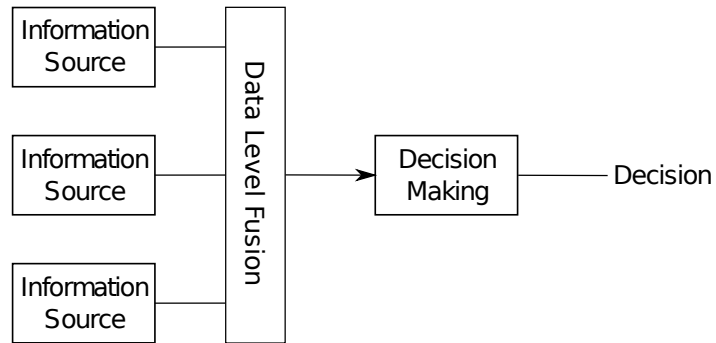 Information
Source
Information
Source
Information
Source
Data Level Fusion
Decision
Making
Decision